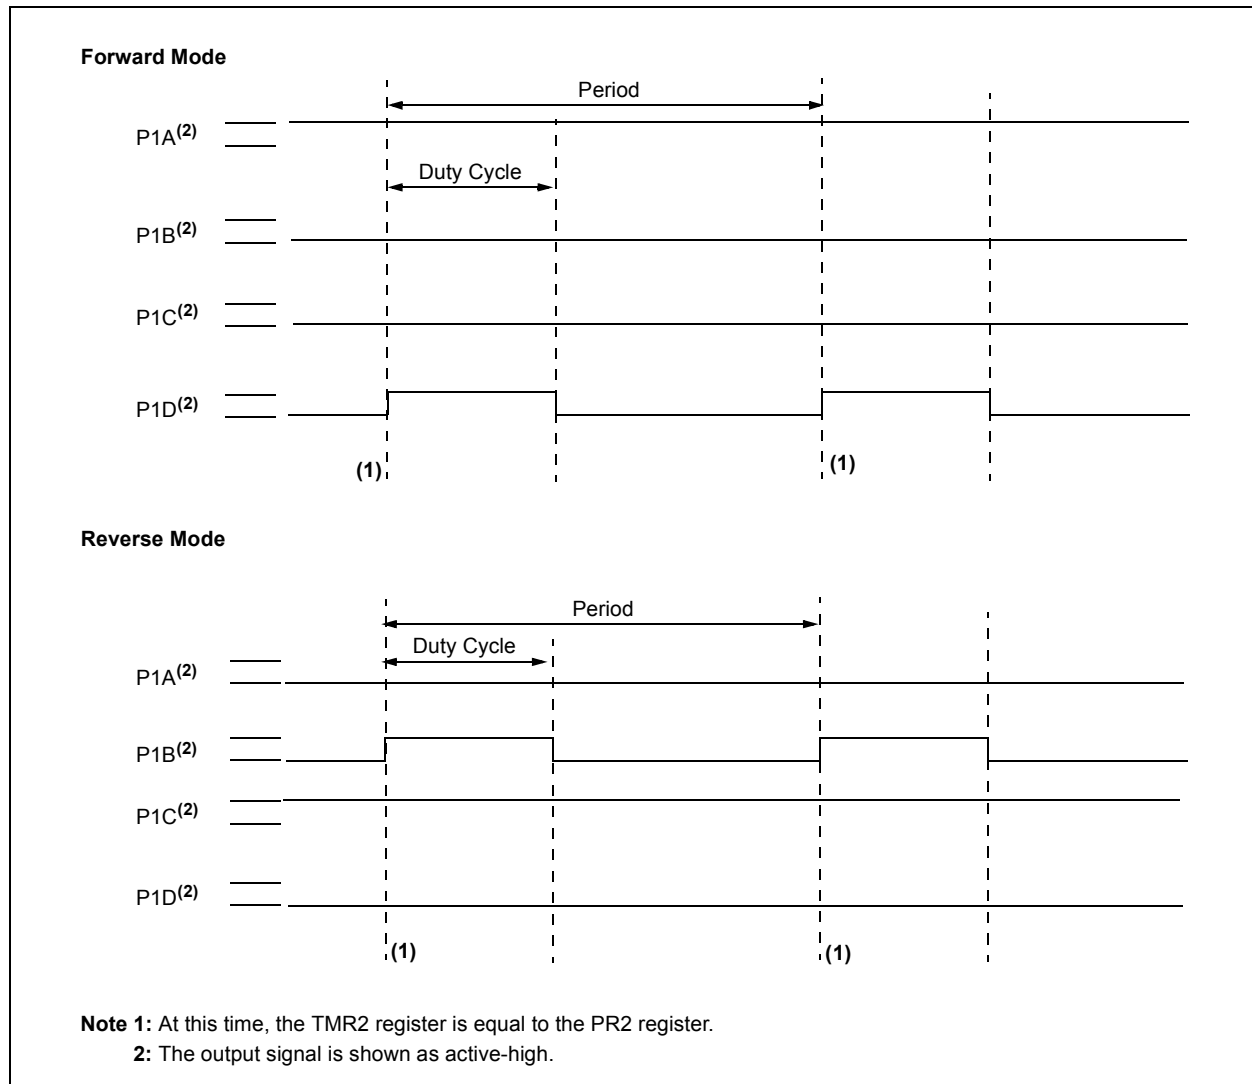 Forward Mode
Period
P1A(2)
Duty Cycle
P1B(2)
P1C(2)
P1D(2)
(1)
(1)
Reverse Mode
Period
Duty Cycle
P1A(2)
P1B(2)
P1C(2)
P1D(2)
(1)
(1)
Note 1: At this time, the TMR2 register is equal to the PR2 register.
2: The output signal is shown as active-high.